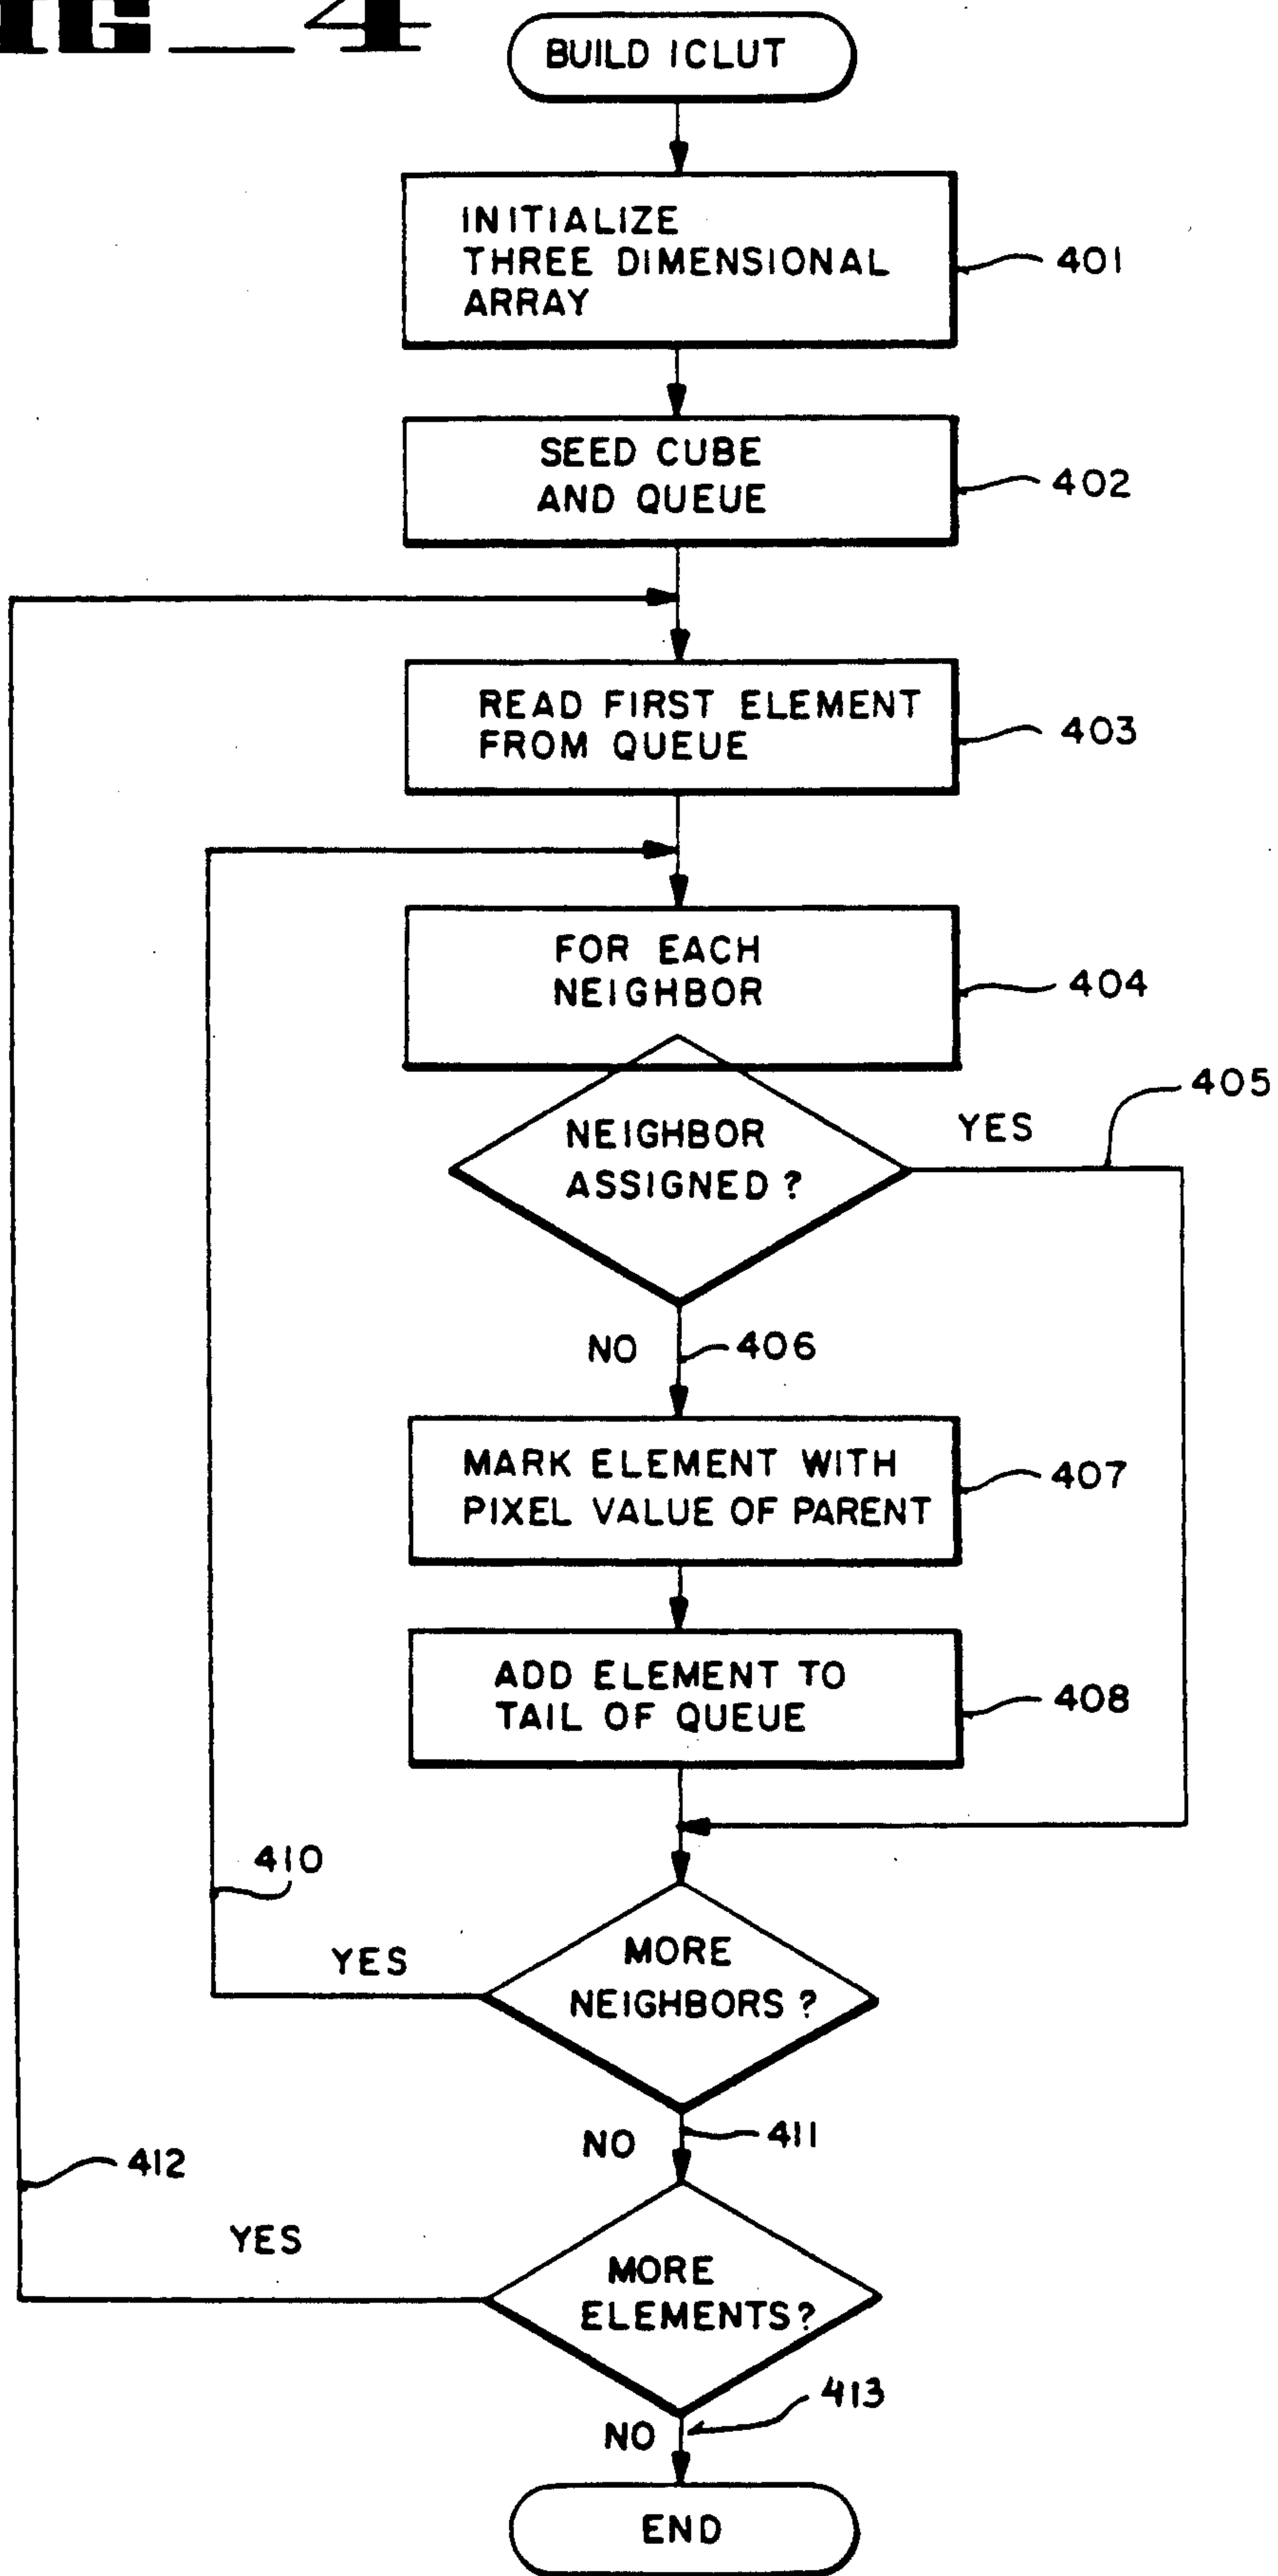 IG_4
BUILD ICLUT
INITIALIZE
THREE DIMENSIONAL
ARRAY
401
SEED CUBE
AND QUEUE
402
READ FIRST ELEMENT
FROM QUEUE
403
FOR EACH
NEIGHBOR
404
405
YES
NEIGHBOR
ASSIGNED?
NO
406
MARK ELEMENT WITH
PIXEL VALUE OF PARENT
407
ADD ELEMENT TO
TAIL OF QUEUE
408
410
YES
MORE
NEIGHBORS?
NO
411
412
YES
MORE
ELEMENTS?
413
NO
END